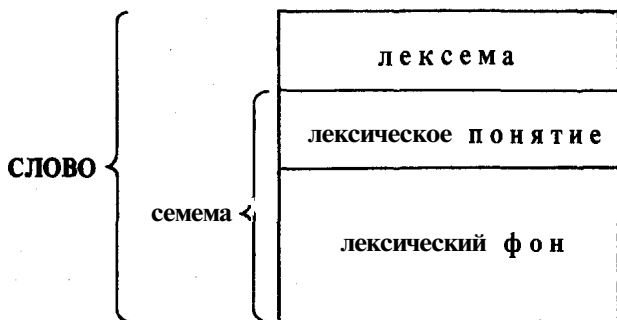 лексема
лексическое понятие
СЛОВО
семема
лексический фон